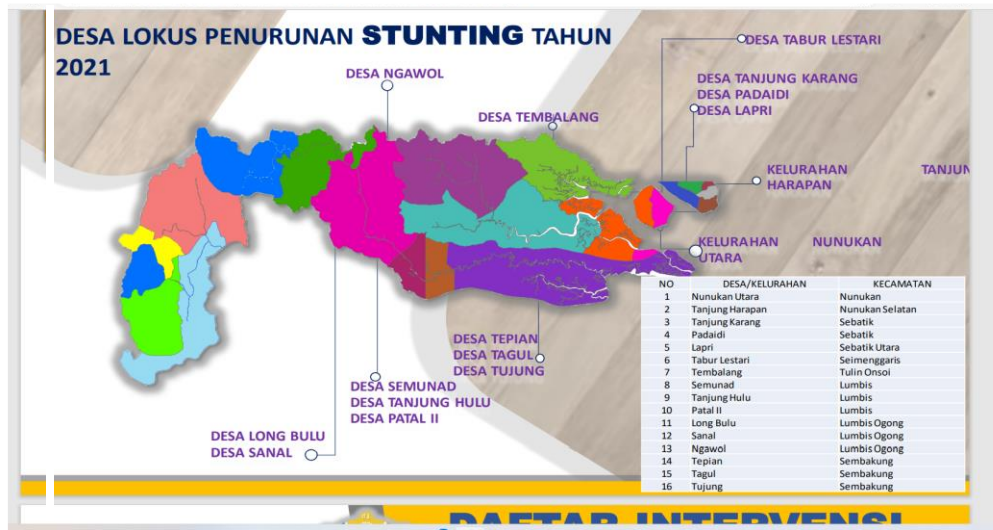 DESA LOKUS PENURUNAN STUNTING TAHUN
2021
DESA NGAWOL
DESA TEMBALANG
DESA TABUR LESTARI
DESA TANJUNG KARANG
DESA PADAIDI
DESA LAPRI
KELURAHAN TANJUN
HARAPAN
KELURAHAN NUNUKAN
UTARA
DESA TEPIAN
DESA TAGUL
DESA TUJUNG
DESA SEMUNAD
DESA TANJUNG HULU
DESA PATAL II
DESA LONG BULU
DESA SANAL
NO DESA/KELURAHAN KECAMATAN
1 Nunukan Utara Nunukan
2 Tanjung Harapan Nunukan Selatan
3 Tanjung Karang Sebatik
4 Padaidi Sebatik
5 Lapri Sebatik Utara
6 Tabur Lestari Seimenggaris
7 Tembalang Tulin Onsoi
8 Semunad Lumbis
9 Tanjung Hulu Lumbis
10 Patal II Lumbis
11 Long Bulu Lumbis Ogong
12 Sanal Lumbis Ogong
13 Ngawol Lumbis Ogong
14 Tepian Sembakung
15 Tagul Sembakung
16 Tujung Sembakung
DAFTAR INTERVENSI